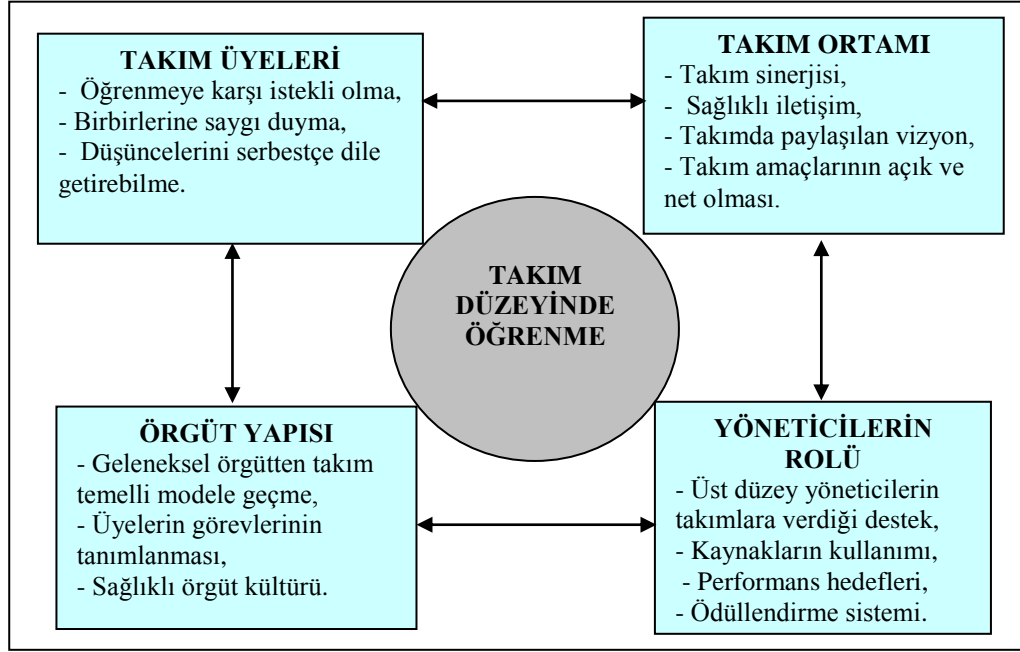 TAKIM ÜYELERİ
- Öğrenmeye karşı istekli olma,
- Birbirlerine saygı duyma,
- Düşüncelerini serbestçe dile
getirebilme.
TAKIM ORTAMI
- Takım sinerjisi,
- Sağlıklı iletişim,
- Takımda paylaşılan vizyon,
- Takım amaçlarının açık ve
net olması.
TAKIM
DÜZEYİNDE
ÖĞRENME
ÖRGÜT YAPISI
- Geleneksel örgütten takım
temelli modele geçme,
- Üyelerin görevlerinin
tanımlanması,
- Sağlıklı örgüt kültürü.
YÖNETİCİLERİN
ROLÜ
- Üst düzey yöneticilerin
takımlara verdiği destek,
- Kaynakların kullanımı,
- Performans hedefleri,
- Ödüllendirme sistemi.